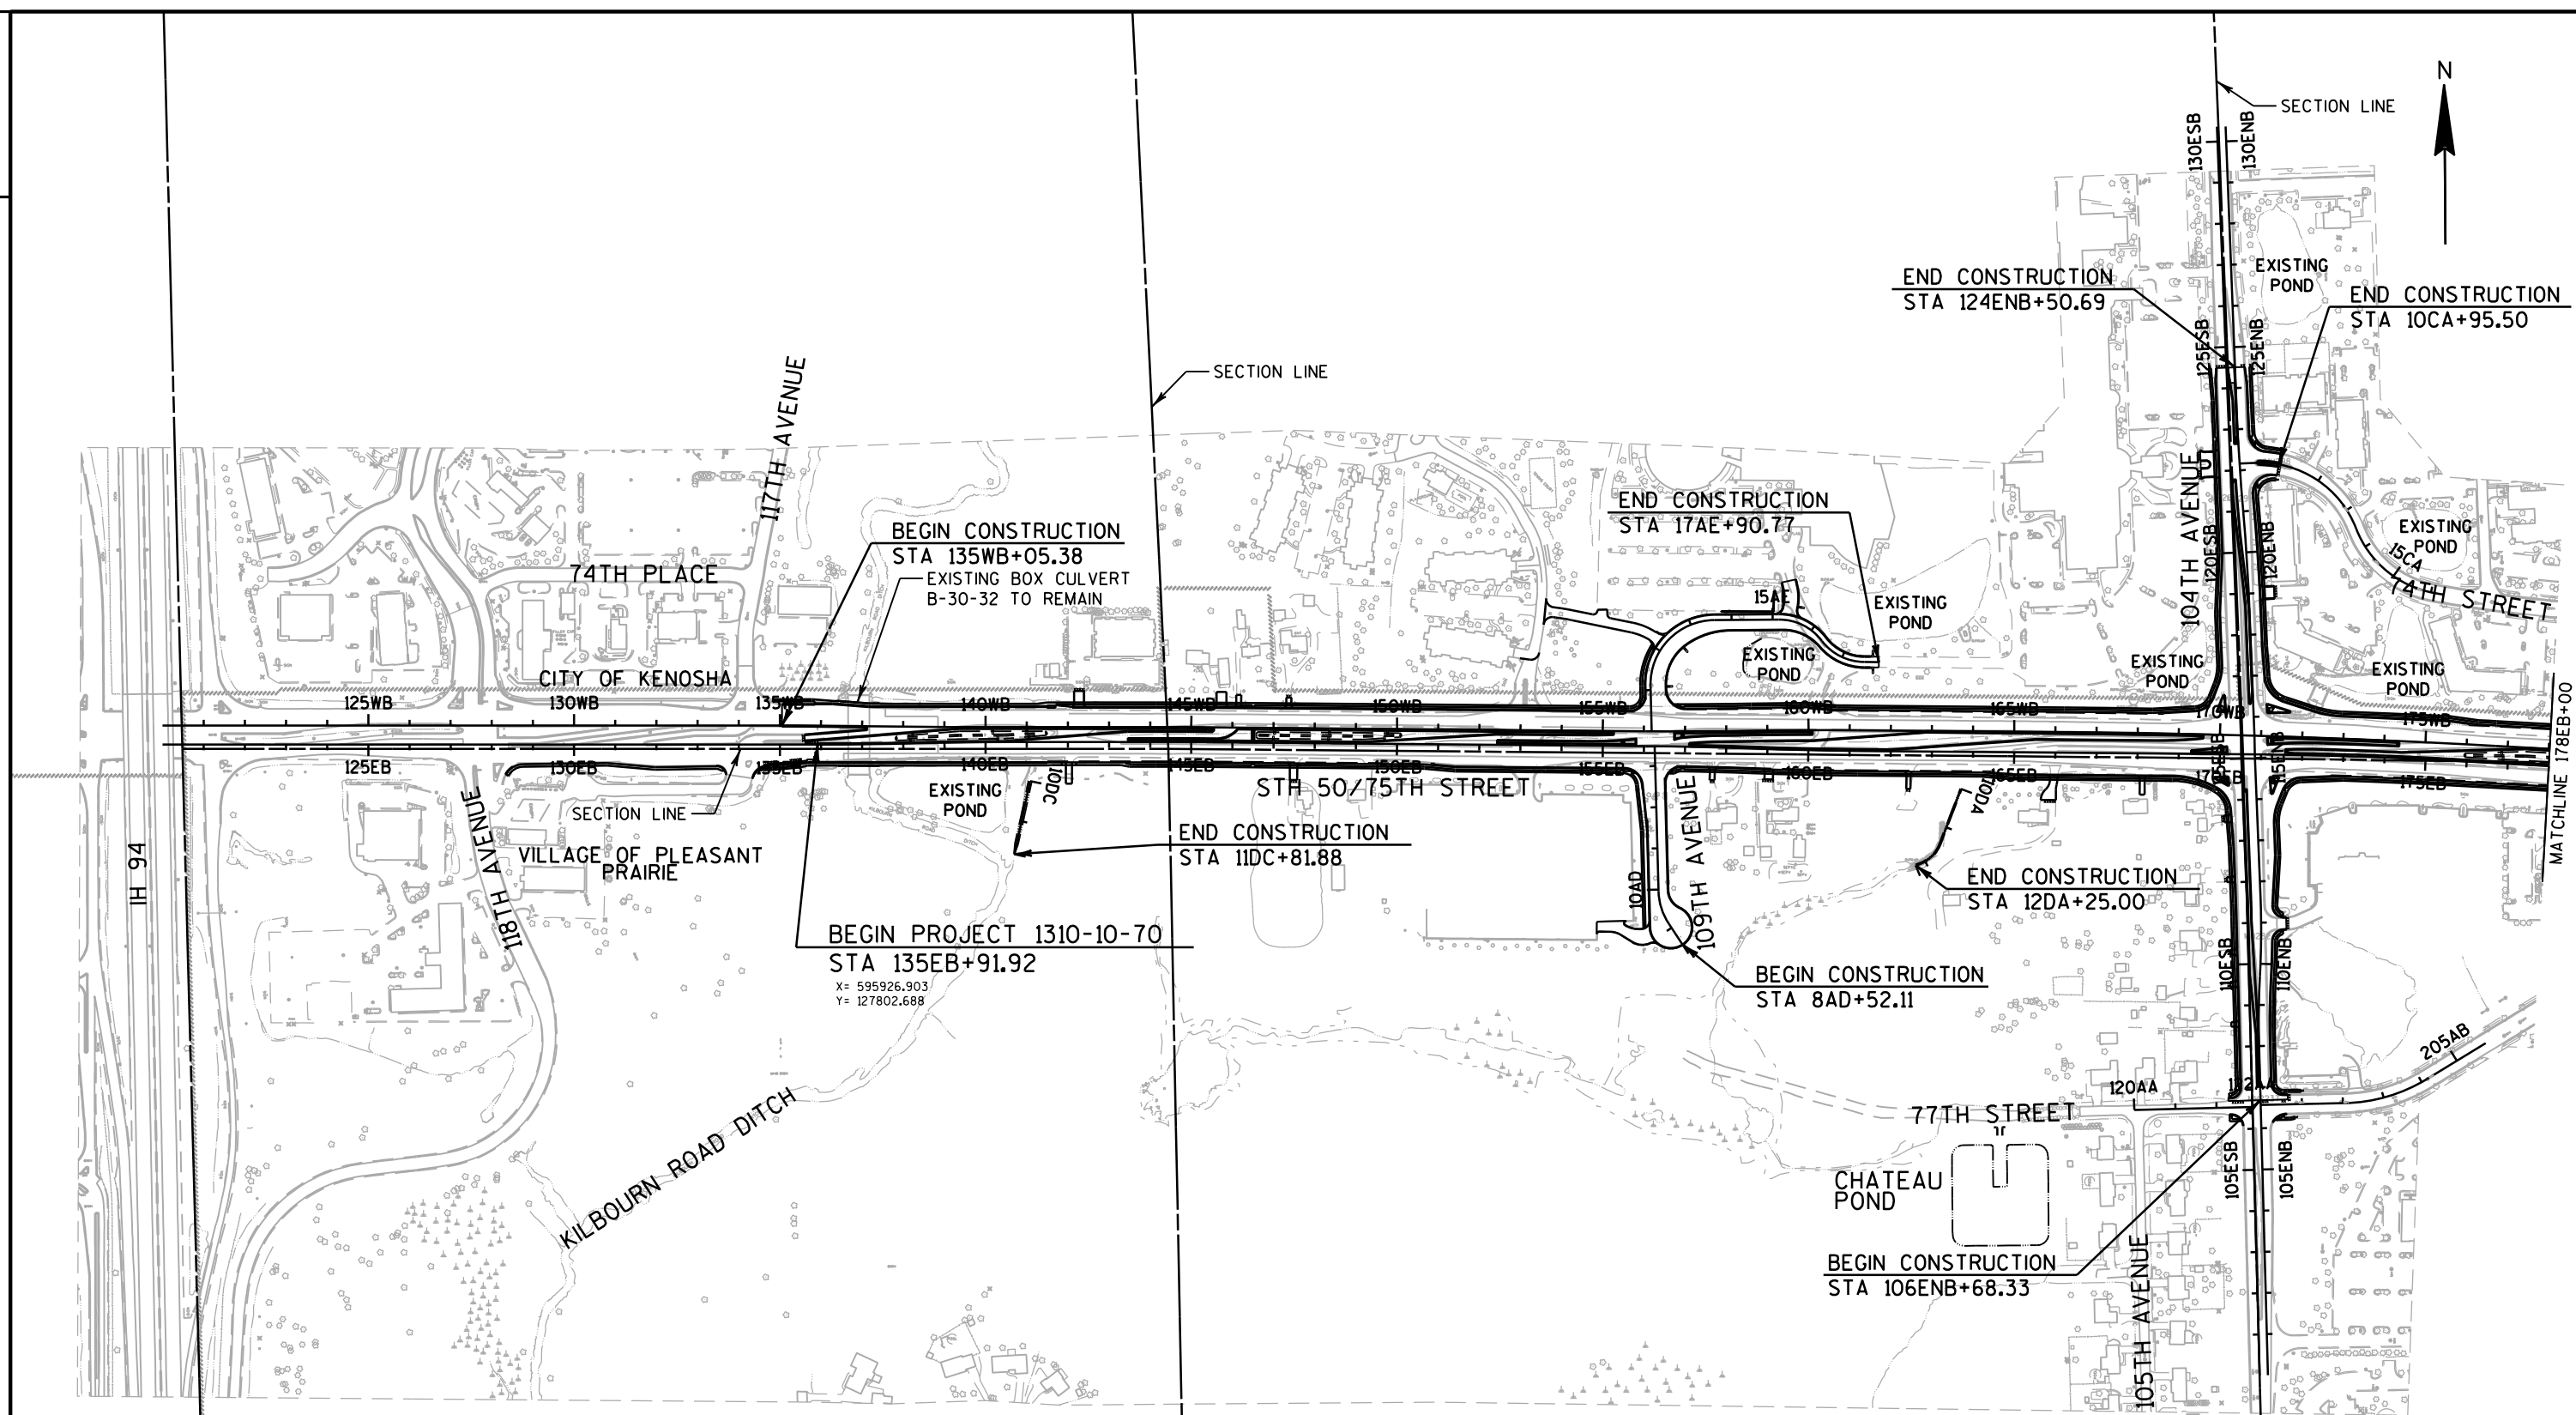 N
SECTION LINE
130ESB
130ENB
EXISTING
POND
END CONSTRUCTION
STA 124ENB+50.69
END CONSTRUCTION
STA 10CA+95.50
125ESB
125ENB
SECTION LINE
117TH AVENUE
104TH AVENUE
END CONSTRUCTION
STA 17AE+90.77
BEGIN CONSTRUCTION
STA 135WB+05.38
EXISTING BOX CULVERT
B-30-32 TO REMAIN
74TH PLACE
120ESB
120ENB
EXISTING
POND
15CA
74TH STREET
15AE
EXISTING
POND
EXISTING
POND
EXISTING
POND
EXISTING
POND
CITY OF KENOSHA
125WB
130WB
135WB
140WB
145WB
150WB
155WB
160WB
165WB
170WB
175WB
MATCHLINE 178EB+00
125EB
130EB
135EB
140EB
145EB
150EB
155EB
160EB
165EB
170EB
175EB
115ENB
STH 50/75TH STREET
EXISTING
POND
10DC
10DA
SECTION LINE
118TH AVENUE
VILLAGE OF PLEASANT
PRAIRIE
IH 94
END CONSTRUCTION
STA 11DC+81.88
109TH AVENUE
10AD
END CONSTRUCTION
STA 12DA+25.00
BEGIN PROJECT 1310-10-70
STA 135EB+91.92
X= 595926.903
Y= 127802.688
BEGIN CONSTRUCTION
STA 8AD+52.11
110ESB
110ENB
205AB
120AA
77TH STREET
KILBOURN ROAD DITCH
CHATEAU
POND
105ESB
105ENB
BEGIN CONSTRUCTION
STA 106ENB+68.33
105TH AVENUE